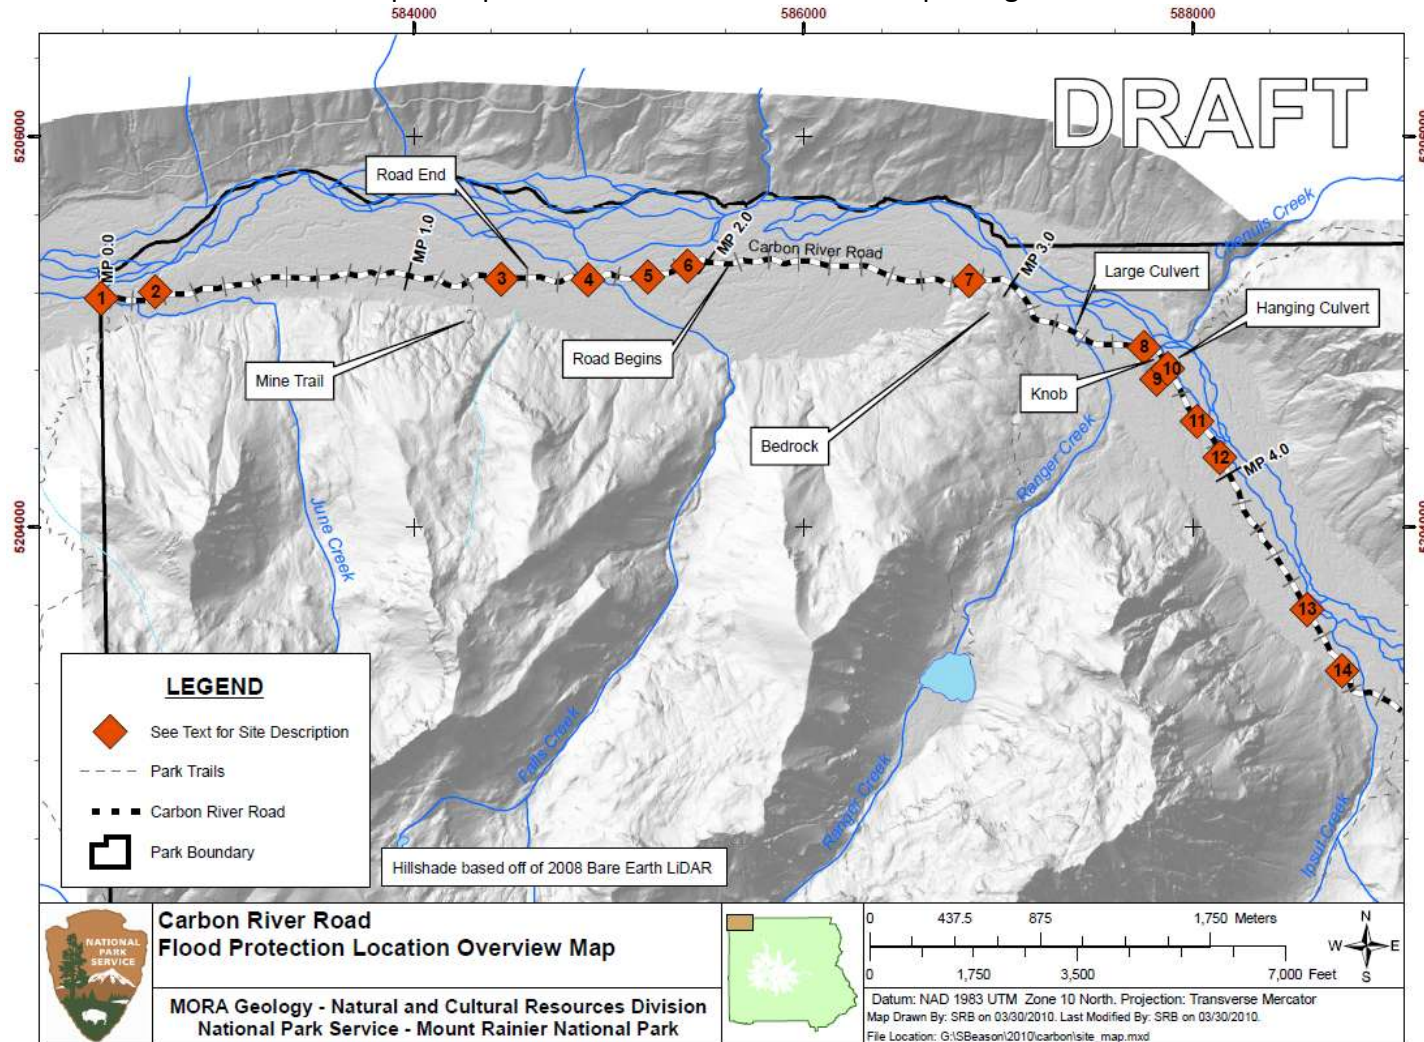 584000
586000
588000
DRAFT
5206000
5206000
Road End
MP 0.0
MP 1.0
MP 2.0
Carbon River Road
MP 3.0
Large Culvert
Hanging Culvert
1
2
3
4
5
6
7
8
9
10
11
12
13
14
Mine Trail
Road Begins
Knob
Bedrock
MP 4.0
5204000
June Creek
Ranger Creek
Falls Creek
Ranger Creek
Ipsut Creek
LEGEND
See Text for Site Description
Park Trails
Carbon River Road
Park Boundary
Hillshade based off of 2008 Bare Earth LiDAR
NATIONAL
PARK
SERVICE
Carbon River Road
Flood Protection Location Overview Map
MORA Geology - Natural and Cultural Resources Division
National Park Service - Mount Rainier National Park
0 437.5 875 1,750 Meters
0 1,750 3,500 7,000 Feet
N
W E
S
Datum: NAD 1983 UTM Zone 10 North. Projection: Transverse Mercator
Map Drawn By: SRB on 03/30/2010. Last Modified By: SRB on 03/30/2010.
File Location: G:\SBeason\2010\carbon\site_map.mxd